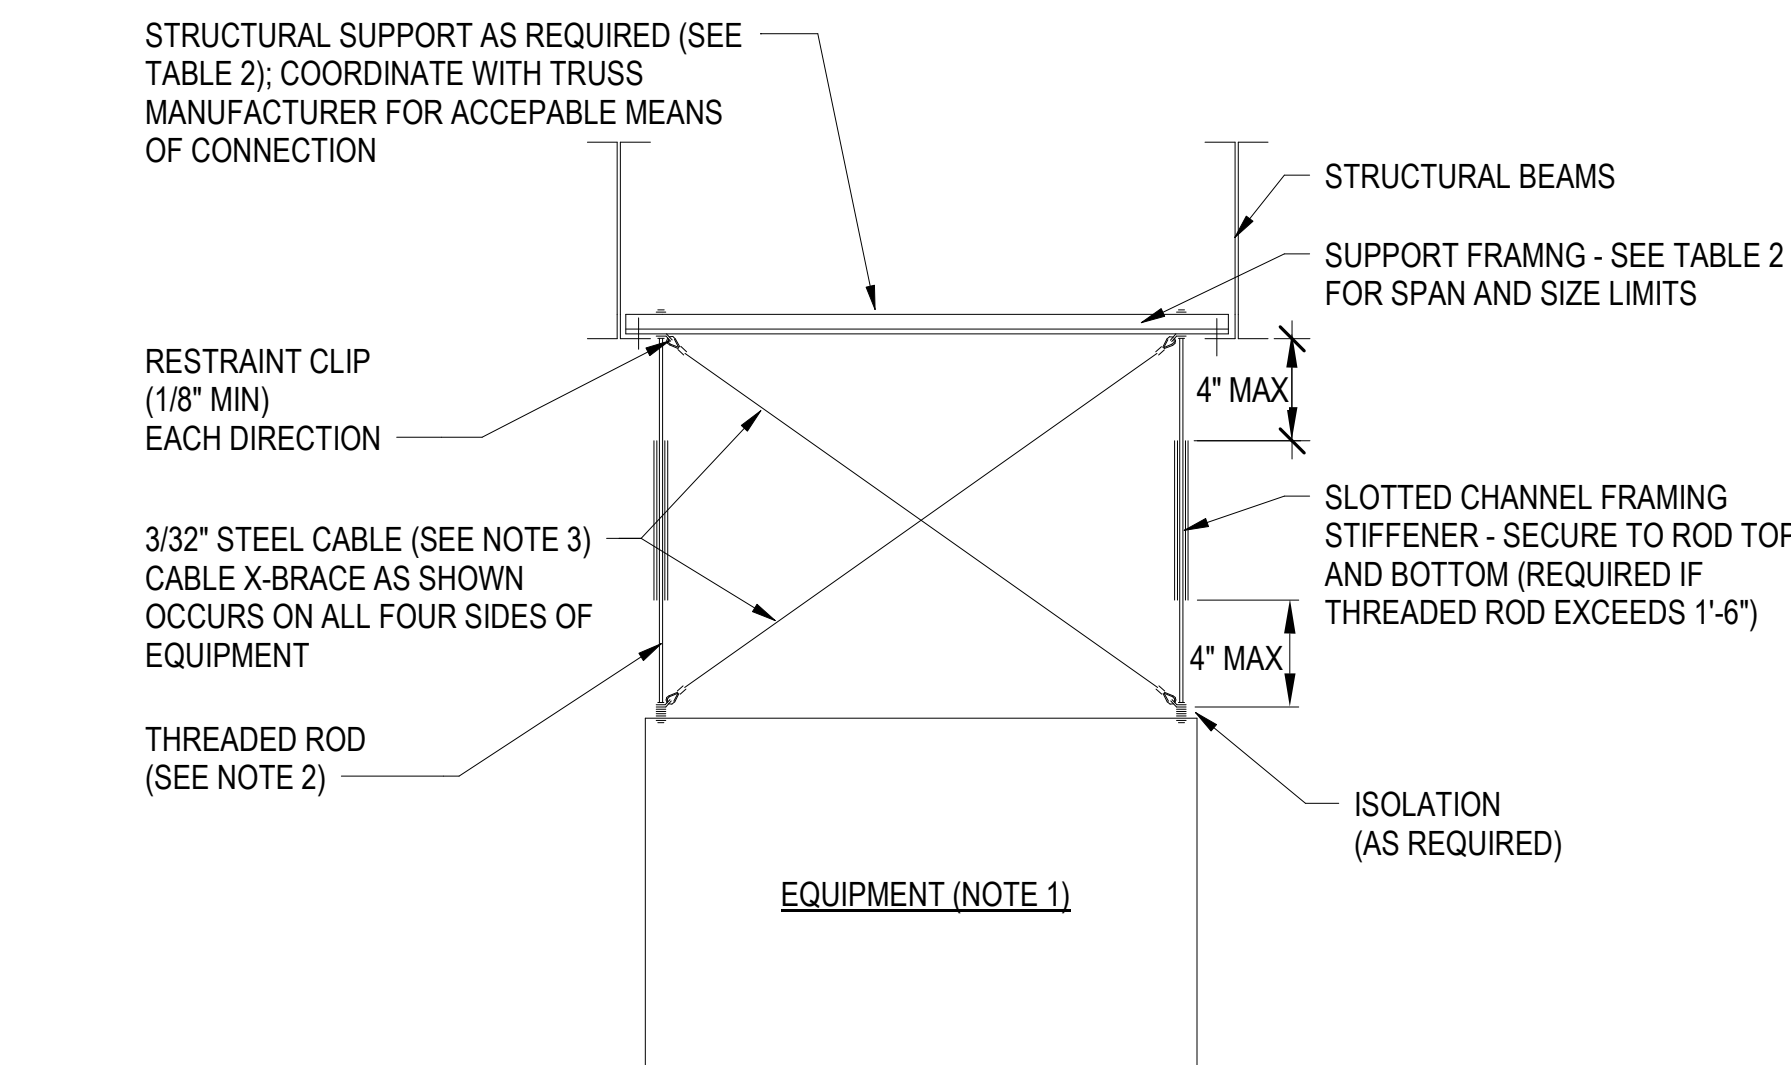 STRUCTURAL SUPPORT AS REQUIRED (SEE
TABLE 2); COORDINATE WITH TRUSS
MANUFACTURER FOR ACCEPABLE MEANS
OF CONNECTION
STRUCTURAL BEAMS
SUPPORT FRAMNG - SEE TABLE 2
FOR SPAN AND SIZE LIMITS
RESTRAINT CLIP
(1/8" MIN)
EACH DIRECTION
4" MAX
SLOTTED CHANNEL FRAMING
STIFFENER - SECURE TO ROD TOP
AND BOTTOM (REQUIRED IF
THREADED ROD EXCEEDS 1'-6")
3/32" STEEL CABLE (SEE NOTE 3)
CABLE X-BRACE AS SHOWN
OCCURS ON ALL FOUR SIDES OF
EQUIPMENT
4" MAX
THREADED ROD
(SEE NOTE 2)
ISOLATION
(AS REQUIRED)
EQUIPMENT (NOTE 1)